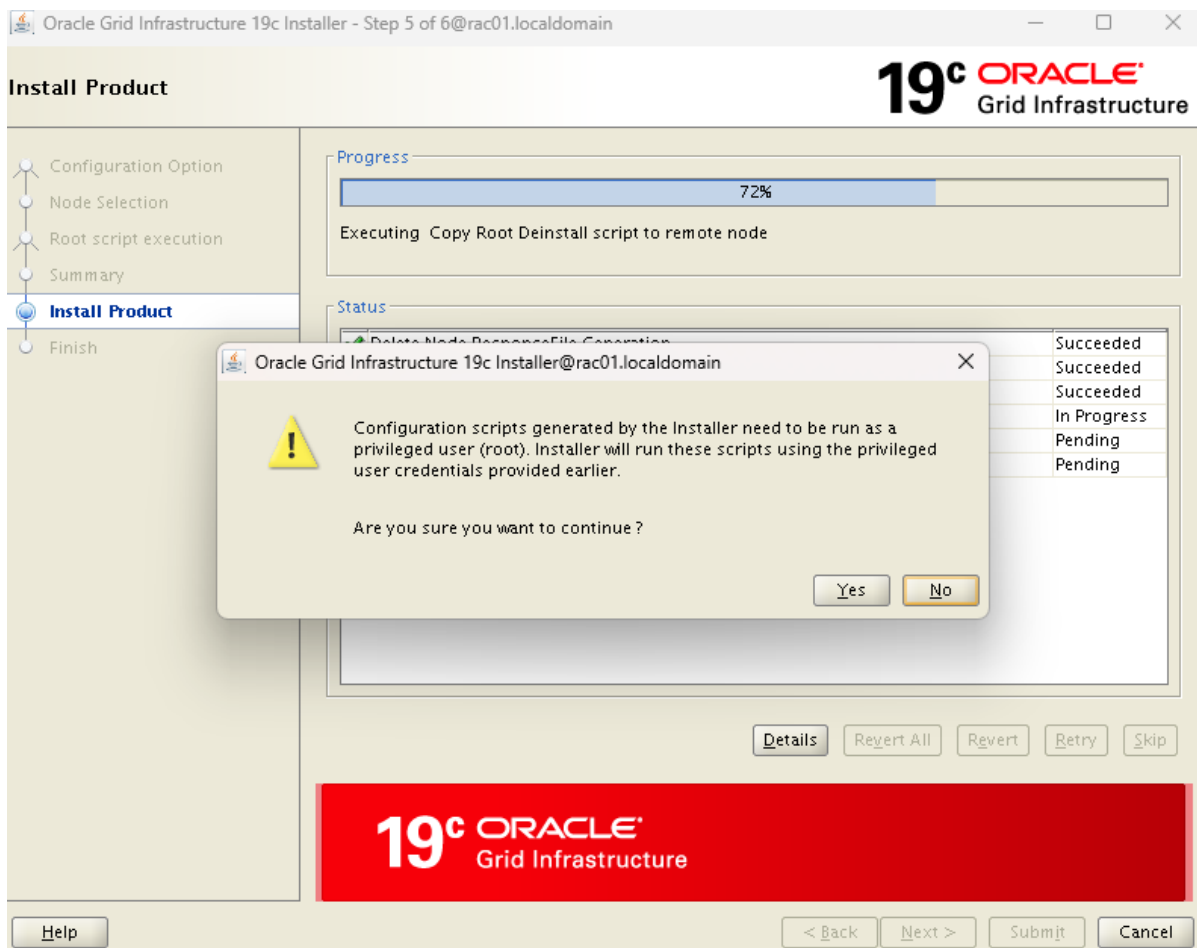 Oracle Grid Infrastructure 19c Installer - Step 5 of 6@rac01.localdomain
Install Product
19c ORACLE
Grid Infrastructure
Configuration Option
Node Selection
Root script execution
Summary
Install Product
Finish
Progress
72%
Executing Copy Root Deinstall script to remote node
Status
Succeeded
Succeeded
Succeeded
In Progress
Pending
Pending
Oracle Grid Infrastructure 19c Installer@rac01.localdomain
Configuration scripts generated by the Installer need to be run as a
privileged user (root). Installer will run these scripts using the privileged
user credentials provided earlier.
Are you sure you want to continue?
Yes No
Details Revert All Revert Retry Skip
19c ORACLE
Grid Infrastructure
Help < Back Next > Submit Cancel